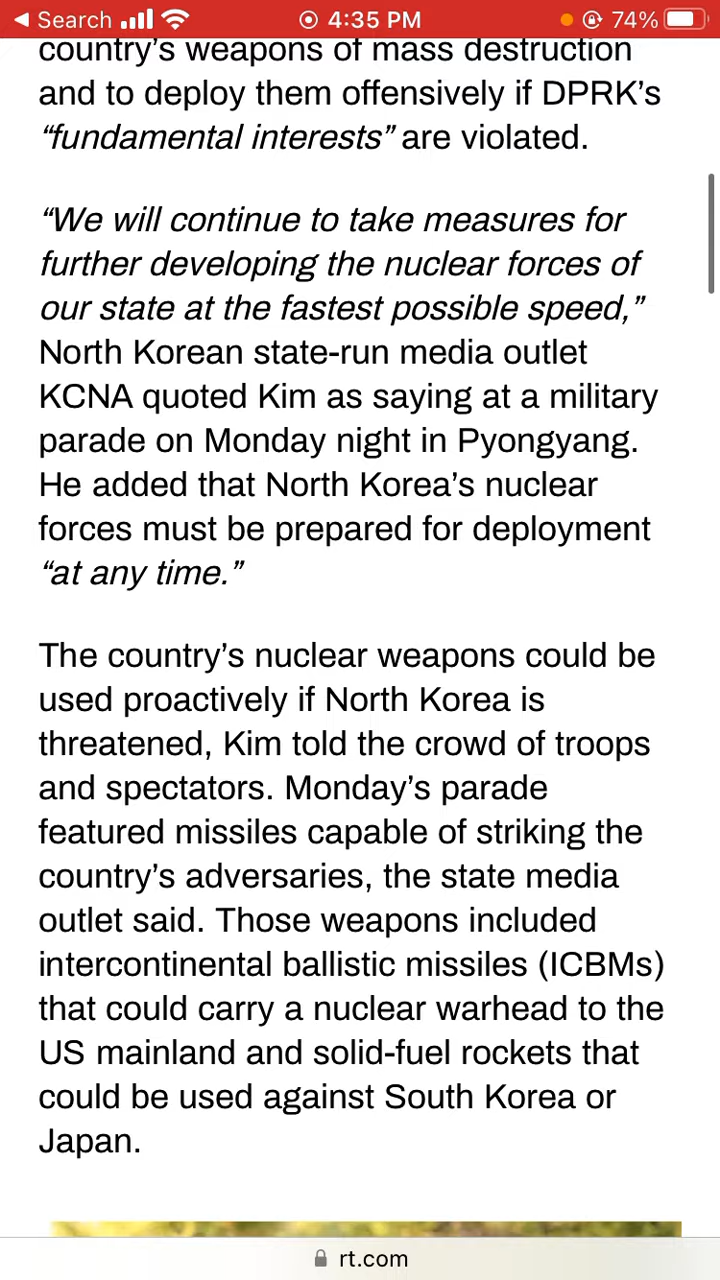 Search 4:35 PM 74%
country’s weapons of mass destruction
and to deploy them offensively if DPRK’s
“fundamental interests” are violated.
“We will continue to take measures for
further developing the nuclear forces of
our state at the fastest possible speed,”
North Korean state-run media outlet
KCNA quoted Kim as saying at a military
parade on Monday night in Pyongyang.
He added that North Korea’s nuclear
forces must be prepared for deployment
“at any time.”
The country’s nuclear weapons could be
used proactively if North Korea is
threatened, Kim told the crowd of troops
and spectators. Monday’s parade
featured missiles capable of striking the
country’s adversaries, the state media
outlet said. Those weapons included
intercontinental ballistic missiles (ICBMs)
that could carry a nuclear warhead to the
US mainland and solid-fuel rockets that
could be used against South Korea or
Japan.
rt.com